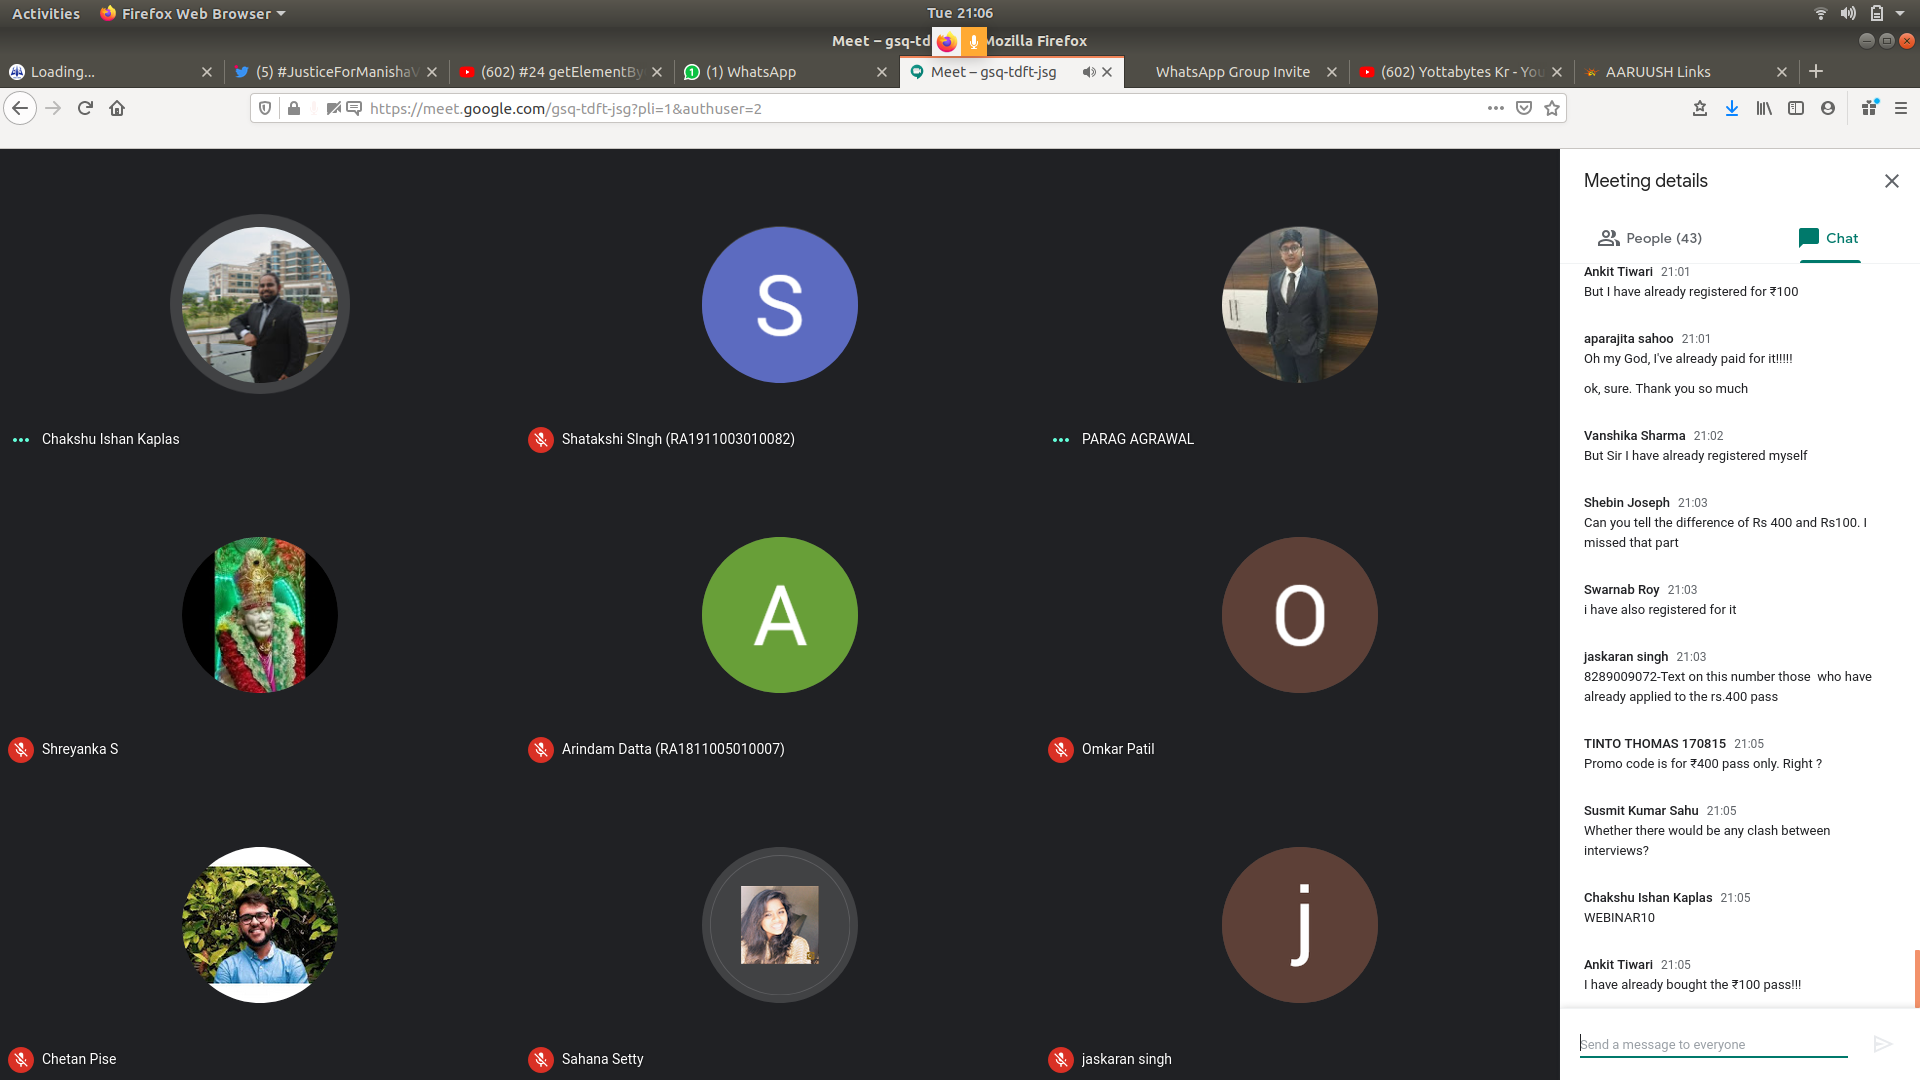 Activities
Firefox Web Browser
Tue 21:06
Meet – gsq-td
Mozilla Firefox
Loading...
(5) #JusticeForManishaV
(602) #24 getElementBy
(1) WhatsApp
Meet – gsq-tdft-jsg
WhatsApp Group Invite
(602) Yottabytes Kr - You
AARUUSH Links
https://meet.google.com/gsq-tdft-jsg?pli=1&authuser=2
S
Chakshu Ishan Kaplas
Shatakshi SIngh (RA1911003010082)
PARAG AGRAWAL
A
O
Shreyanka S
Arindam Datta (RA1811005010007)
Omkar Patil
j
Chetan Pise
Sahana Setty
jaskaran singh
Meeting details
People (43)
Chat
Ankit Tiwari 21:01
But I have already registered for ₹100
aparajita sahoo 21:01
Oh my God, I've already paid for it!!!!!
ok, sure. Thank you so much
Vanshika Sharma 21:02
But Sir I have already registered myself
Shebin Joseph 21:03
Can you tell the difference of Rs 400 and Rs100. I
missed that part
Swarnab Roy 21:03
i have also registered for it
jaskaran singh 21:03
8289009072-Text on this number those who have
already applied to the rs.400 pass
TINTO THOMAS 170815 21:05
Promo code is for ₹400 pass only. Right ?
Susmit Kumar Sahu 21:05
Whether there would be any clash between
interviews?
Chakshu Ishan Kaplas 21:05
WEBINAR10
Ankit Tiwari 21:05
I have already bought the ₹100 pass!!!
Send a message to everyone